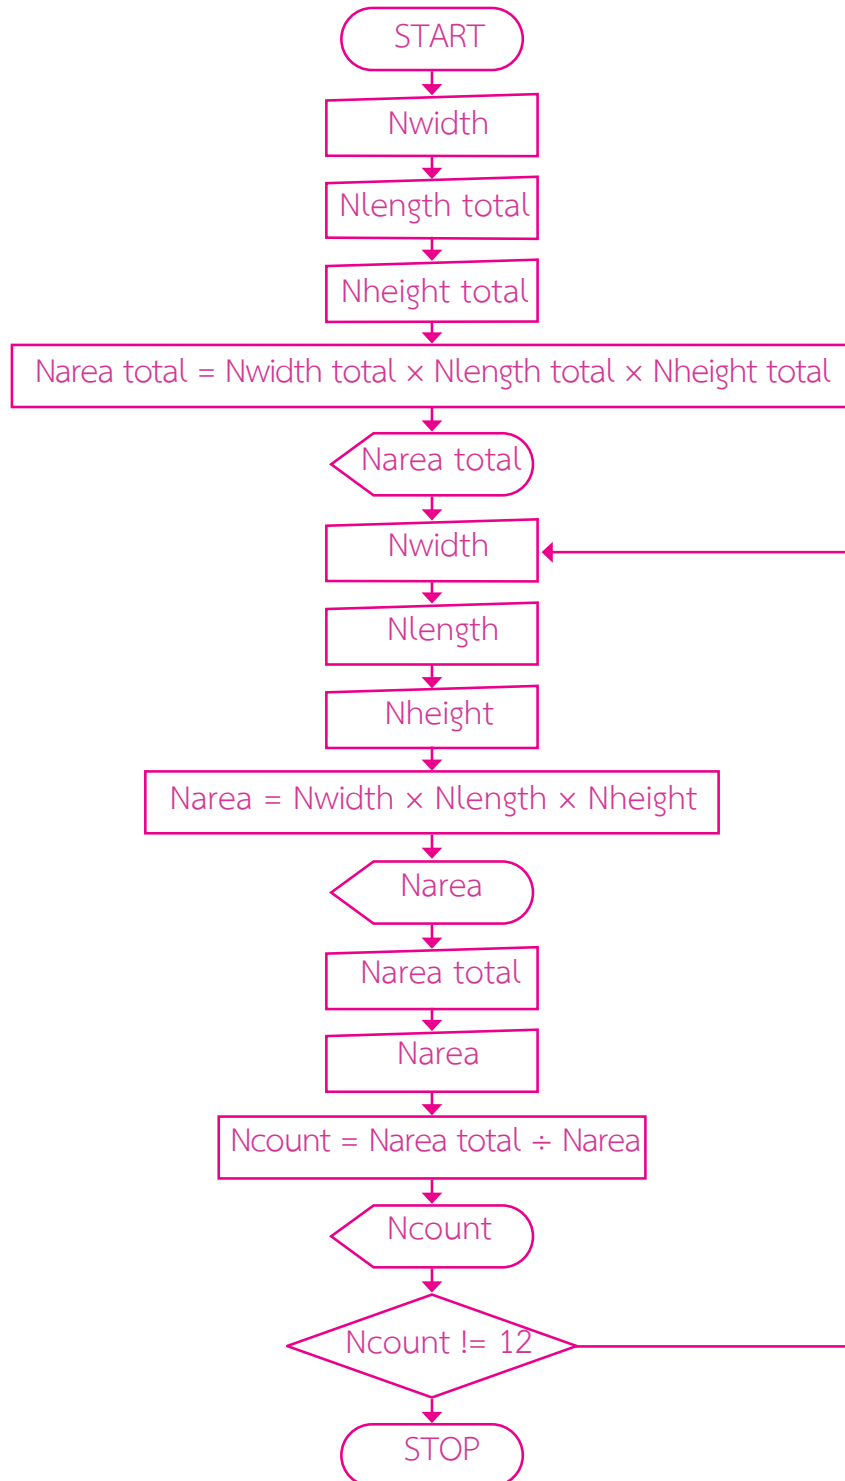 START
Nwidth
Nlength total
Nheight total
Narea total = Nwidth total × Nlength total × Nheight total
Narea total
Nwidth
Nlength
Nheight
Narea = Nwidth × Nlength × Nheight
Narea
Narea total
Narea
Ncount = Narea total ÷ Narea
Ncount
Ncount != 12
STOP